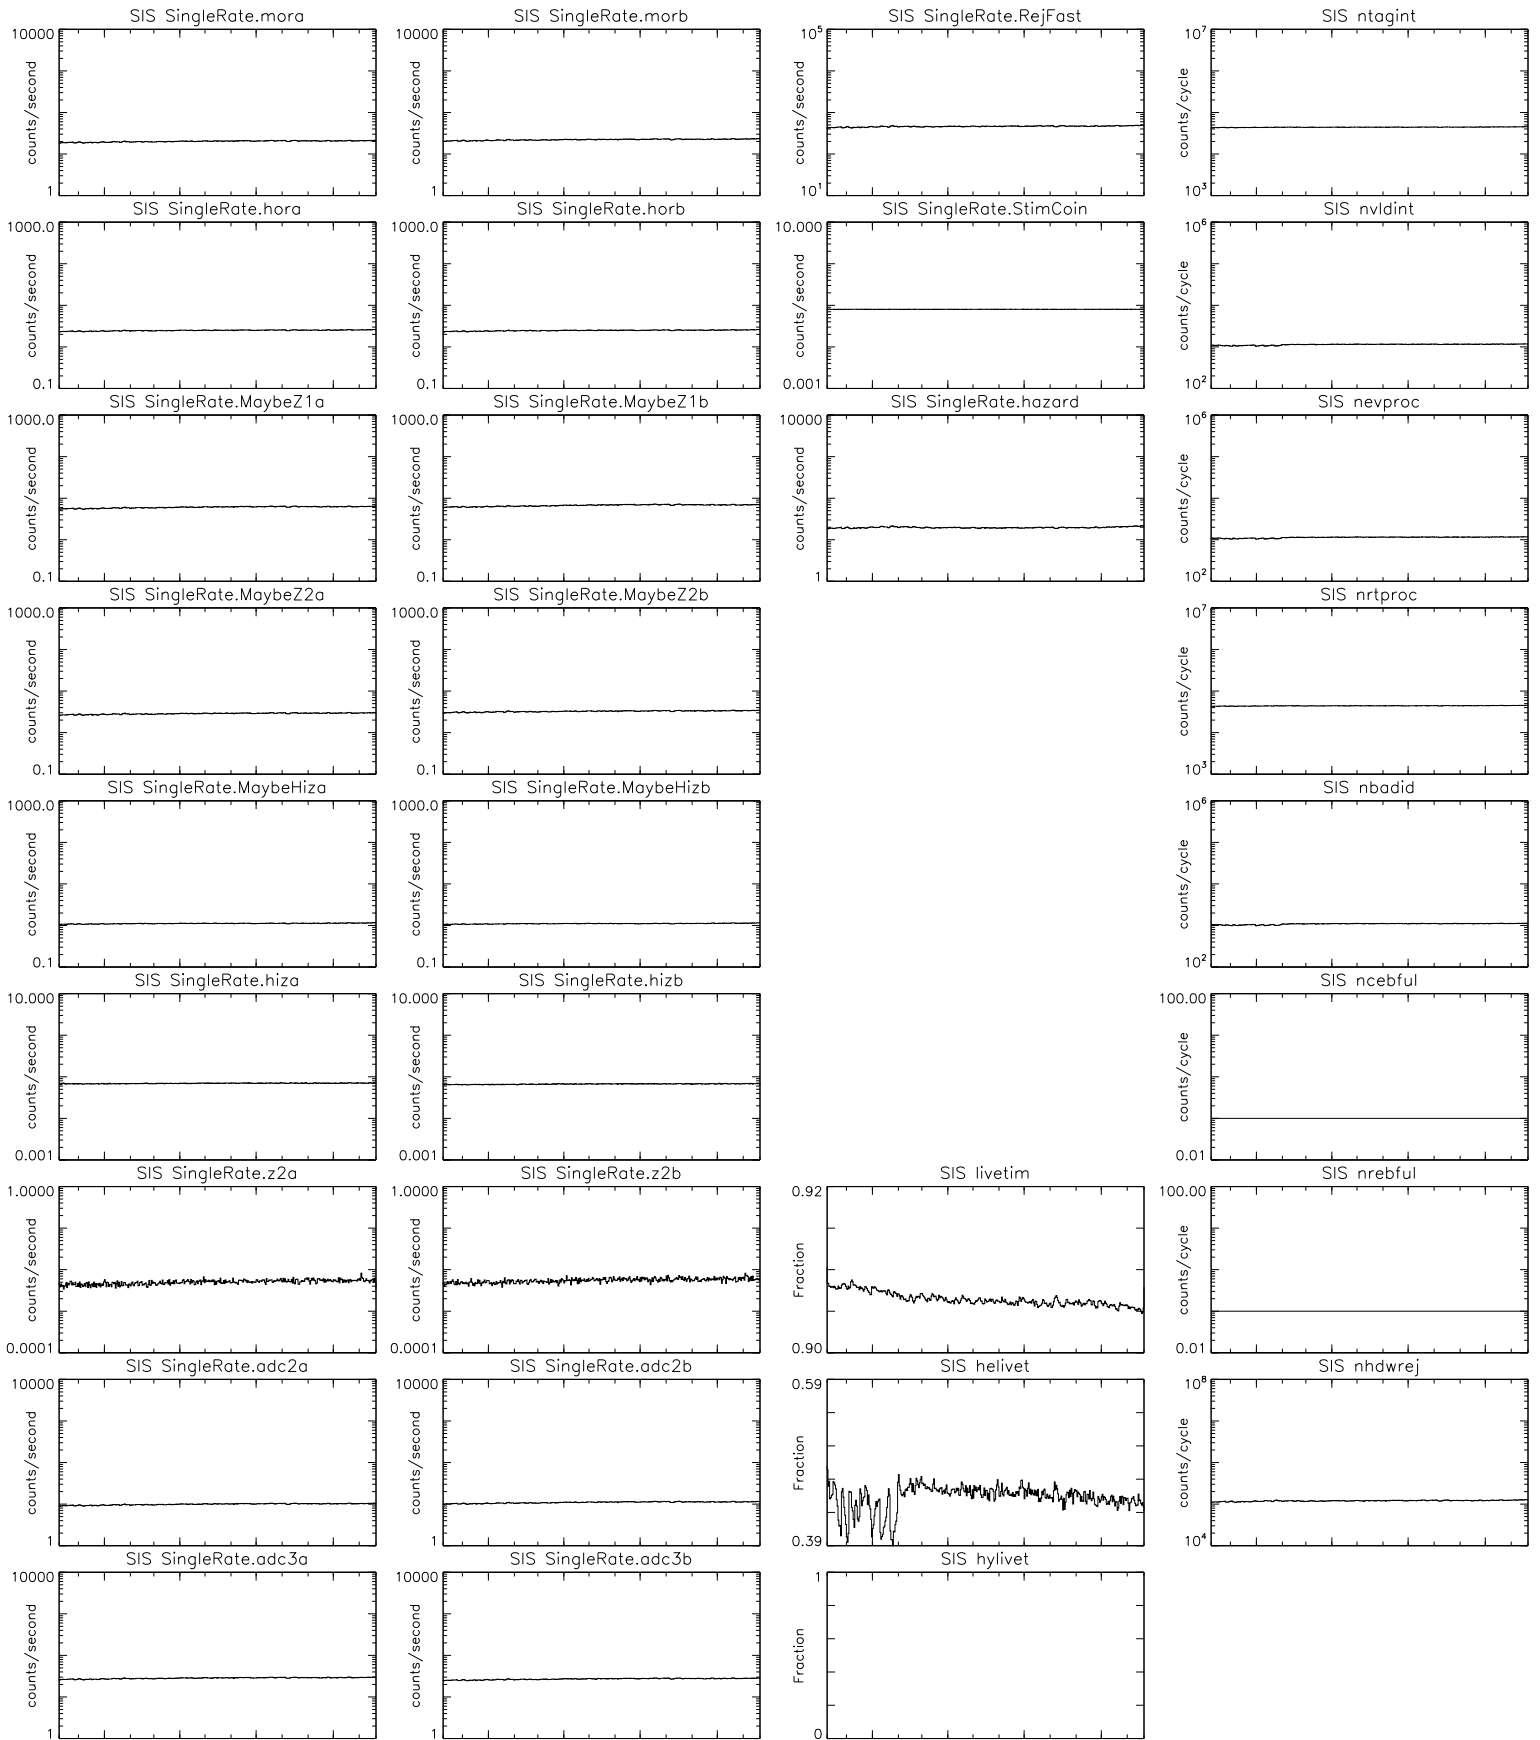 SIS SingleRate.mora
10000
counts/second
1
SIS SingleRate.morb
10000
counts/second
1
SIS SingleRate.RejFast
10^5
counts/second
10^1
SIS ntagint
10^7
counts/cycle
10^3
SIS SingleRate.hora
1000.0
counts/second
0.1
SIS SingleRate.horb
1000.0
counts/second
0.1
SIS SingleRate.StimCoin
10.000
counts/second
0.001
SIS nvldint
10^6
counts/cycle
10^2
SIS SingleRate.MaybeZ1a
1000.0
counts/second
0.1
SIS SingleRate.MaybeZ1b
1000.0
counts/second
0.1
SIS SingleRate.hazard
10000
counts/second
1
SIS nevproc
10^6
counts/cycle
10^2
SIS SingleRate.MaybeZ2a
1000.0
counts/second
0.1
SIS SingleRate.MaybeZ2b
1000.0
counts/second
0.1
SIS nrtproc
10^7
counts/cycle
10^3
SIS SingleRate.MaybeHiza
1000.0
counts/second
0.1
SIS SingleRate.MaybeHizb
1000.0
counts/second
0.1
SIS nbadid
10^6
counts/cycle
10^2
SIS SingleRate.hiza
10.000
counts/second
0.001
SIS SingleRate.hizb
10.000
counts/second
0.001
SIS ncebful
100.00
counts/cycle
0.01
SIS SingleRate.z2a
1.0000
counts/second
0.0001
SIS SingleRate.z2b
1.0000
counts/second
0.0001
SIS livetim
0.92
Fraction
0.90
SIS nrebful
100.00
counts/cycle
0.01
SIS SingleRate.adc2a
10000
counts/second
1
SIS SingleRate.adc2b
10000
counts/second
1
SIS helivet
0.59
Fraction
0.39
SIS nhdwrej
10^8
counts/cycle
10^4
SIS SingleRate.adc3a
10000
counts/second
1
SIS SingleRate.adc3b
10000
counts/second
1
SIS hylivet
1
Fraction
0